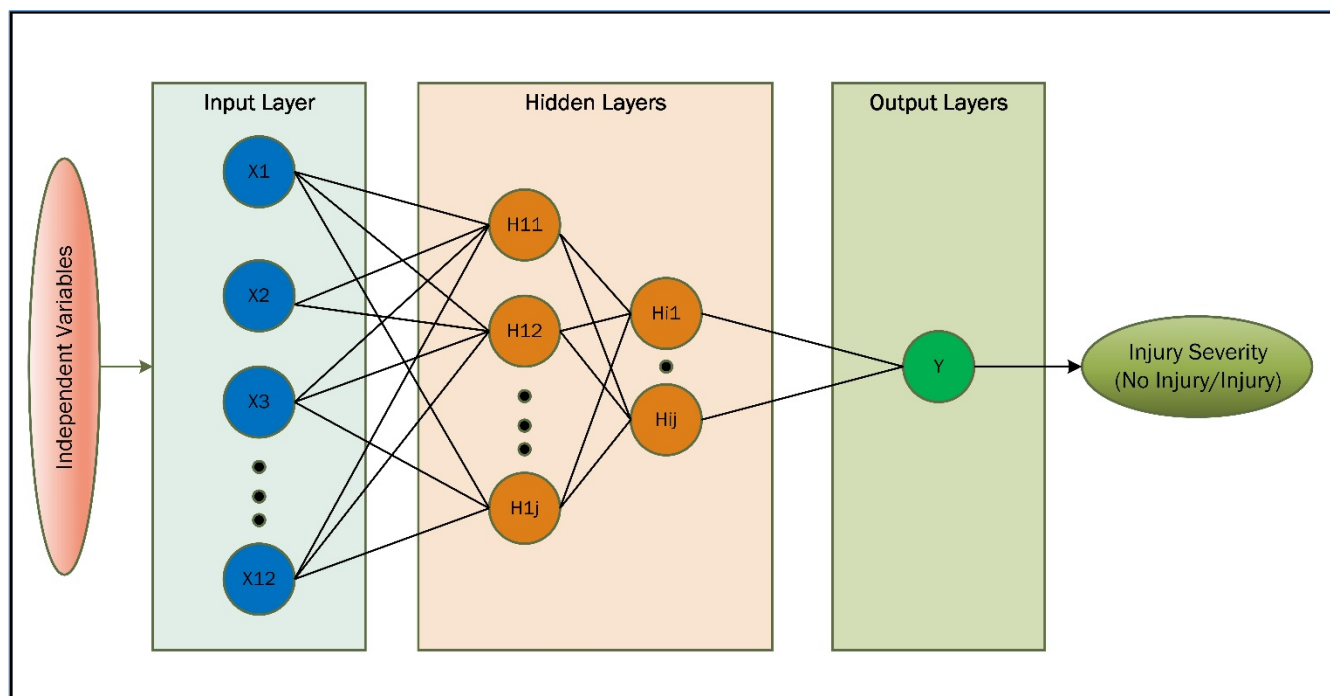 Independent Variables
Input Layer
X1
X2
X3
X12
Hidden Layers
H11
H12
H1j
Hi1
Hij
Output Layers
Y
Injury Severity
(No Injury/Injury)